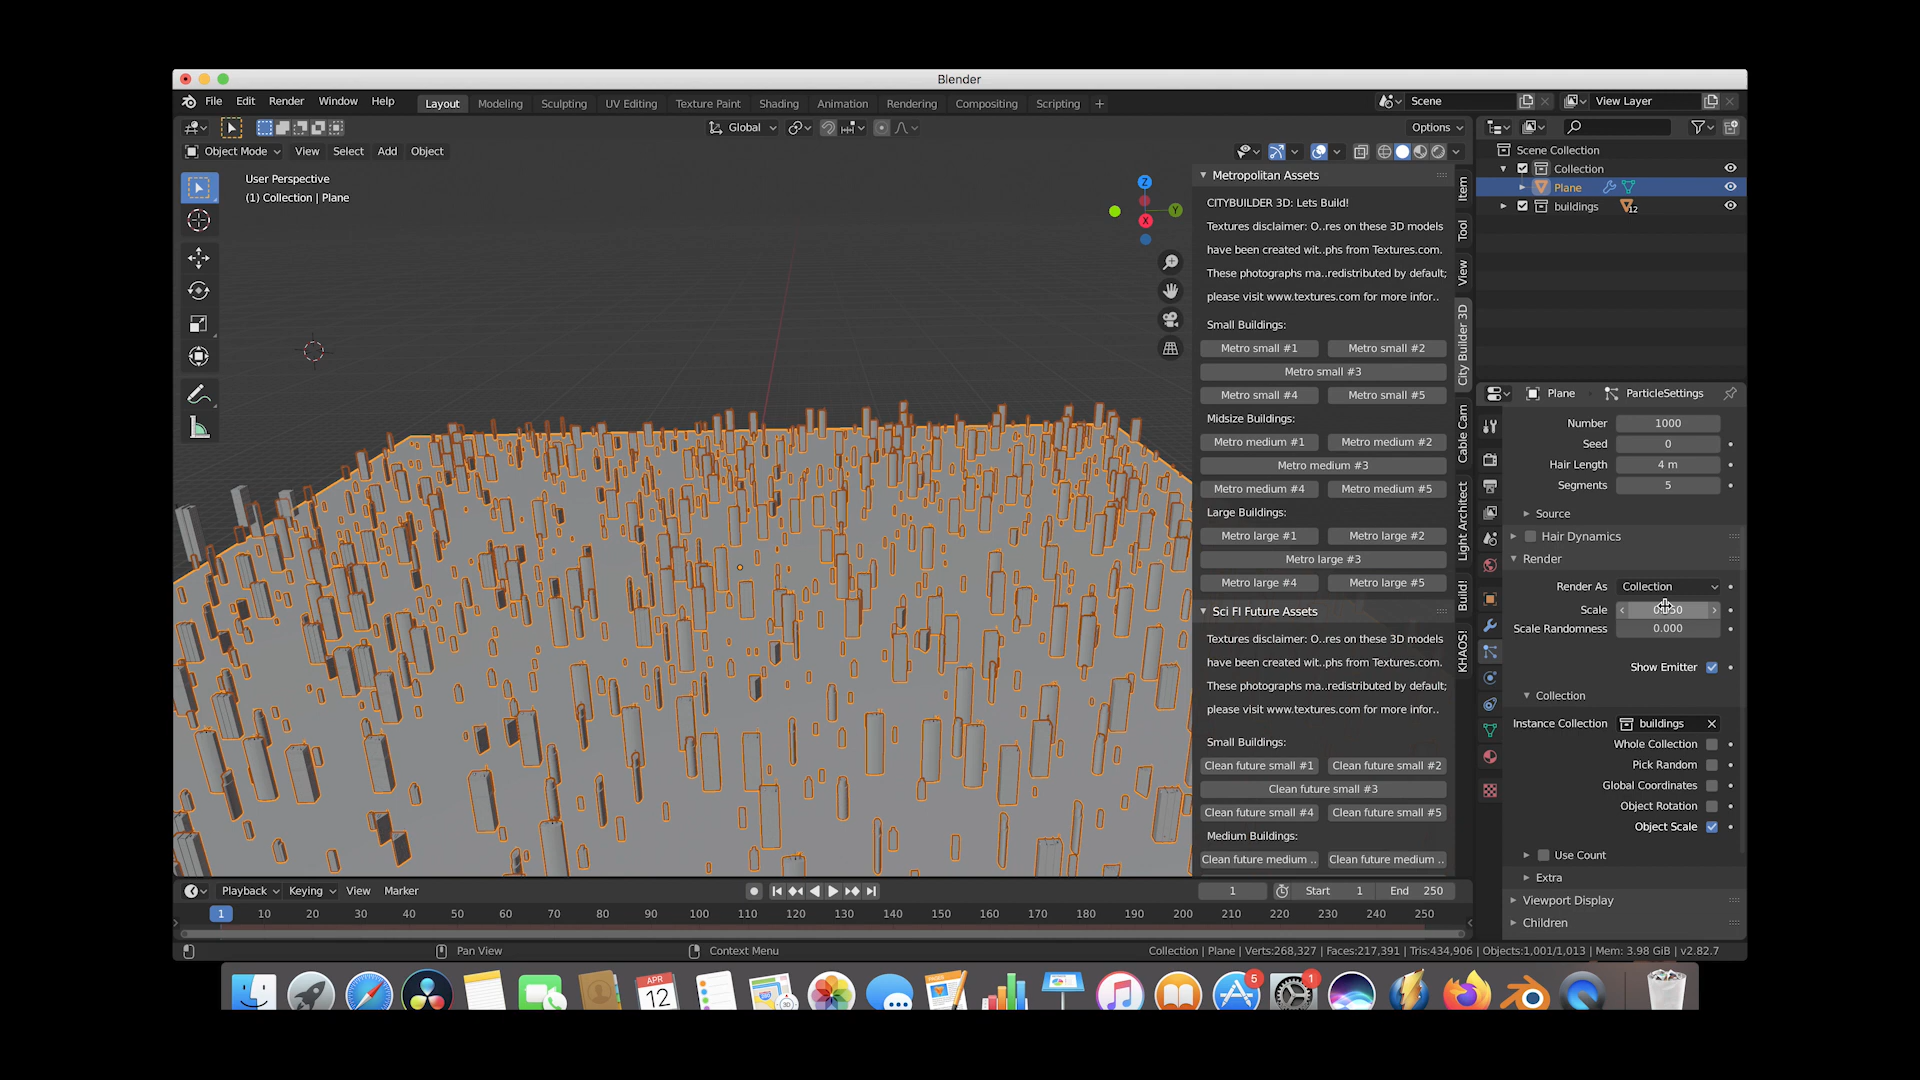 Blender
File Edit Render Window Help
Layout Modeling Sculpting UV Editing Texture Paint Shading Animation Rendering Compositing Scripting +
Scene
View Layer
Global
Options
Object Mode View Select Add Object
User Perspective
(1) Collection | Plane
Z
Y
X
Metropolitan Assets
CITYBUILDER 3D: Lets Build!
Textures disclaimer: O..res on these 3D models
have been created wit..phs from Textures.com.
These photographs ma..redistributed by default;
please visit www.textures.com for more infor..
Small Buildings:
Metro small #1 Metro small #2
Metro small #3
Metro small #4 Metro small #5
Midsize Buildings:
Metro medium #1 Metro medium #2
Metro medium #3
Metro medium #4 Metro medium #5
Large Buildings:
Metro large #1 Metro large #2
Metro large #3
Metro large #4 Metro large #5
Sci FI Future Assets
Textures disclaimer: O..res on these 3D models
have been created wit..phs from Textures.com.
These photographs ma..redistributed by default;
please visit www.textures.com for more infor..
Small Buildings:
Clean future small #1 Clean future small #2
Clean future small #3
Clean future small #4 Clean future small #5
Medium Buildings:
Clean future medium .. Clean future medium ..
Item
Tool
View
City Builder 3D
Cable Cam
Light Architect
Build!
KHAOS!
Scene Collection
Collection
Plane
buildings 12
Plane ParticleSettings
Number 1000
Seed 0
Hair Length 4 m
Segments 5
Source
Hair Dynamics
Render
Render As Collection
Scale
Scale Randomness 0.000
Show Emitter
Collection
Instance Collection buildings
Whole Collection
Pick Random
Global Coordinates
Object Rotation
Object Scale
Use Count
Extra
Viewport Display
Children
Playback Keying View Marker
1 Start 1 End 250
1 10 20 30 40 50 60 70 80 90 100 110 120 130 140 150 160 170 180 190 200 210 220 230 240 250
Pan View Context Menu
Collection | Plane | Verts:268,327 | Faces:217,391 | Tris:434,906 | Objects:1,001/1,013 | Mem: 3.98 GiB | v2.82.7
APR
12
5
1